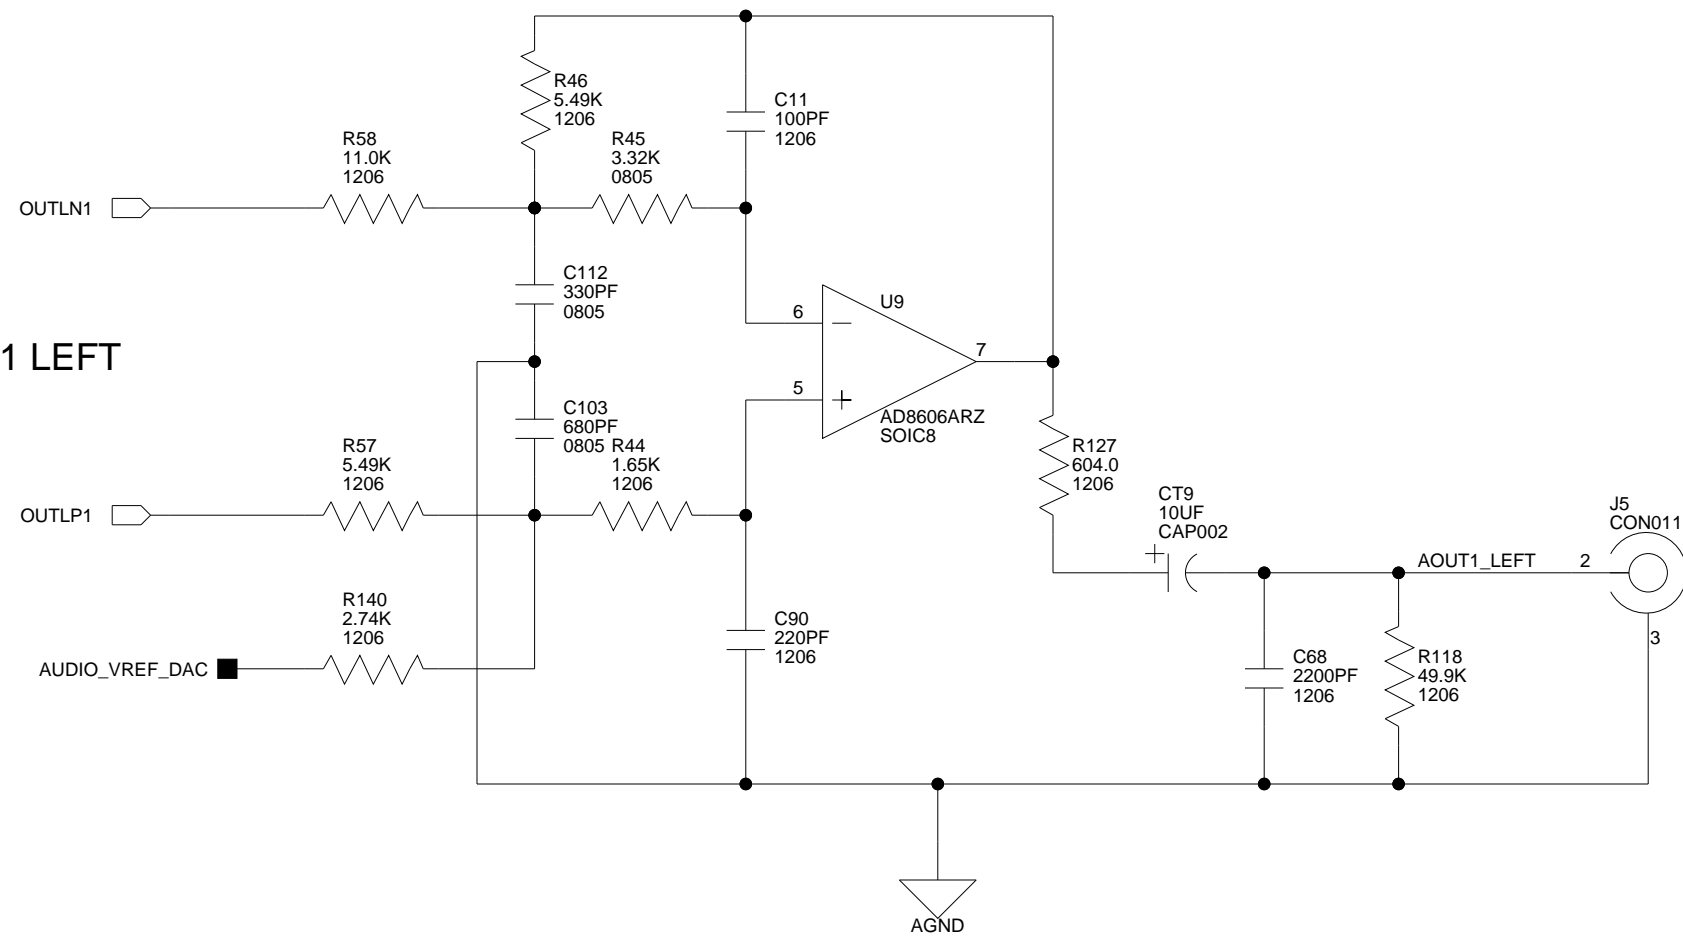 R46
5.49K
1206
C11
100PF
1206
R58
11.0K
1206
R45
3.32K
0805
OUTLN1
C112
330PF
0805
U9
6
1 LEFT
7
5
C103
680PF
0805
AD8606ARZ
SOIC8
R57
5.49K
1206
R44
1.65K
1206
R127
604.0
1206
CT9
10UF
CAP002
J5
CON011
OUTLP1
AOUT1_LEFT
2
R140
2.74K
1206
C90
220PF
1206
3
AUDIO_VREF_DAC
C68
2200PF
1206
R118
49.9K
1206
AGND